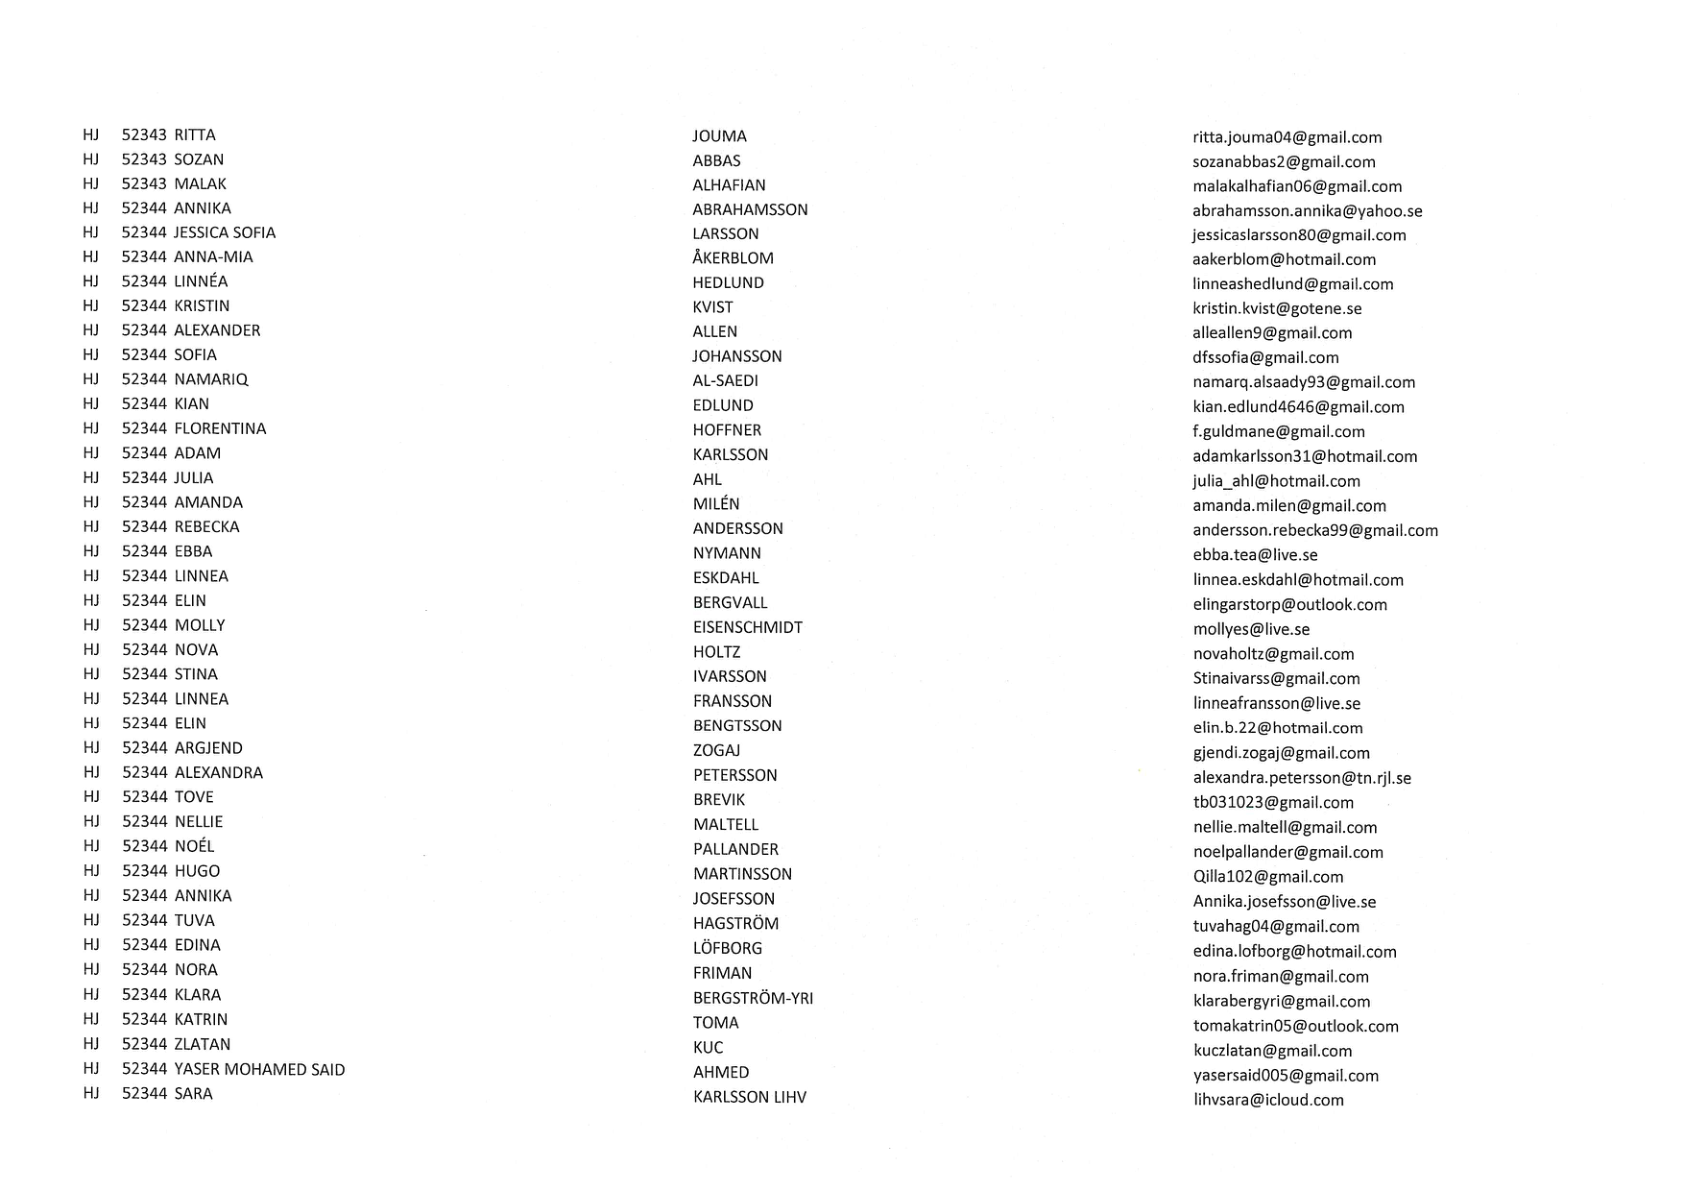 HJ 52343 RITTA JOUMA ritta.jouma04@gmail.com
HJ 52343 SOZAN ABBAS sozanabbas2@gmail.com
HJ 52343 MALAK ALHAFIAN malakalhafian06@gmail.com
HJ 52344 ANNIKA ABRAHAMSSON abrahamsson.annika@yahoo.se
HJ 52344 JESSICA SOFIA LARSSON jessicaslarsson80@gmail.com
HJ 52344 ANNA-MIA ÅKERBLOM aakerblom@hotmail.com
HJ 52344 LINNÉA HEDLUND linneashedlund@gmail.com
HJ 52344 KRISTIN KVIST kristin.kvist@gotene.se
HJ 52344 ALEXANDER ALLEN alleallen9@gmail.com
HJ 52344 SOFIA JOHANSSON dfssofia@gmail.com
HJ 52344 NAMARIQ AL-SAEDI namarq.alsaady93@gmail.com
HJ 52344 KIAN EDLUND kian.edlund4646@gmail.com
HJ 52344 FLORENTINA HOFFNER f.guldmane@gmail.com
HJ 52344 ADAM KARLSSON adamkarlsson31@hotmail.com
HJ 52344 JULIA AHL julia_ahl@hotmail.com
HJ 52344 AMANDA MILÉN amanda.milen@gmail.com
HJ 52344 REBECKA ANDERSSON andersson.rebecka99@gmail.com
HJ 52344 EBBA NYMANN ebba.tea@live.se
HJ 52344 LINNEA ESKDAHL linnea.eskdahl@hotmail.com
HJ 52344 ELIN BERGVALL elingarstorp@outlook.com
HJ 52344 MOLLY EISENSCHMIDT mollyes@live.se
HJ 52344 NOVA HOLTZ novaholtz@gmail.com
HJ 52344 STINA IVARSSON Stinaivarss@gmail.com
HJ 52344 LINNEA FRANSSON linneafransson@live.se
HJ 52344 ELIN BENGTSSON elin.b.22@hotmail.com
HJ 52344 ARGJEND ZOGAJ gjendi.zogaj@gmail.com
HJ 52344 ALEXANDRA PETERSSON alexandra.petersson@tn.rjl.se
HJ 52344 TOVE BREVIK tb031023@gmail.com
HJ 52344 NELLIE MALTELL nellie.maltell@gmail.com
HJ 52344 NOÉL PALLANDER noelpallander@gmail.com
HJ 52344 HUGO MARTINSSON Qilla102@gmail.com
HJ 52344 ANNIKA JOSEFSSON Annika.josefsson@live.se
HJ 52344 TUVA HAGSTRÖM tuvahag04@gmail.com
HJ 52344 EDINA LÖFBORG edina.lofborg@hotmail.com
HJ 52344 NORA FRIMAN nora.friman@gmail.com
HJ 52344 KLARA BERGSTRÖM-YRI klarabergyri@gmail.com
HJ 52344 KATRIN TOMA tomakatrin05@outlook.com
HJ 52344 ZLATAN KUC kuczlatan@gmail.com
HJ 52344 YASER MOHAMED SAID AHMED yasersaid005@gmail.com
HJ 52344 SARA KARLSSON LIHV lihvsara@icloud.com